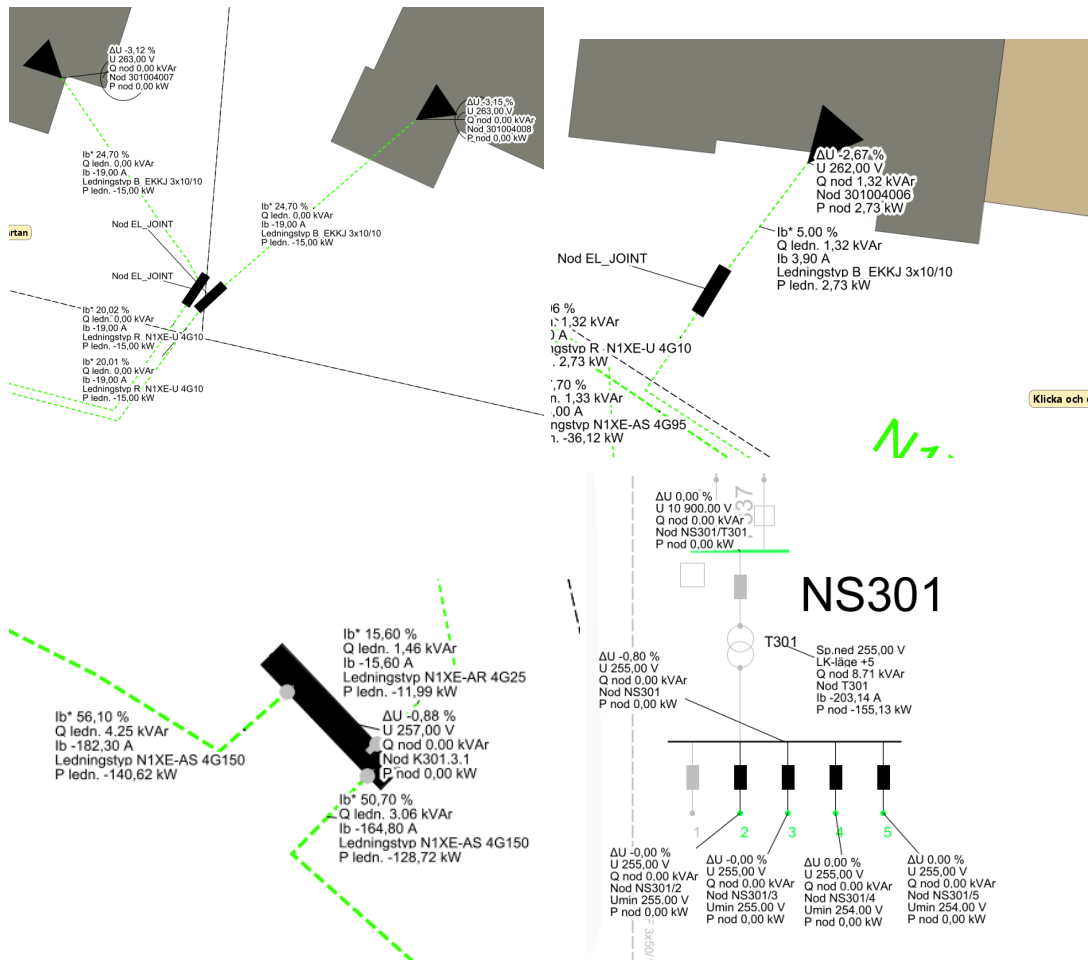 ΔU -3,12 %
U 263,00 V
Q nod 0,00 kVAr
Nod 301004007
P nod 0,00 kW
ΔU -3,15 %
U 263,00 V
Q nod 0,00 kVAr
Nod 301004008
P nod 0,00 kW
Ib* 24,70 %
Q ledn. 0,00 kVAr
Ib -19,00 A
Ledningstyp B EKKJ 3x10/10
P ledn. -15,00 kW
Ib* 24,70 %
Q ledn. 0,00 kVAr
Ib -19,00 A
Ledningstyp B EKKJ 3x10/10
P ledn. -15,00 kW
rtan
Nod EL_JOINT
Nod EL_JOINT
Ib* 20,02 %
Q ledn. 0,00 kVAr
Ib -19,00 A
Ledningstyp R N1XE-U 4G10
P ledn. -15,00 kW
Ib* 20,01 %
Q ledn. 0,00 kVAr
Ib -19,00 A
Ledningstyp R N1XE-U 4G10
P ledn. -15,00 kW
ΔU -2,67 %
U 262,00 V
Q nod 1,32 kVAr
Nod 301004006
P nod 2,73 kW
Ib* 5,00 %
Q ledn. 1,32 kVAr
Ib 3,90 A
Ledningstyp B EKKJ 3x10/10
P ledn. 2,73 kW
Nod EL_JOINT
06 %
1,32 kVAr
A
ngstyp R N1XE-U 4G10
. 2,73 kW
,70 %
1,33 kVAr
,00 A
ngstyp N1XE-AS 4G95
n. -36,12 kW
Klicka och
N1
Ib* 15,60 %
Q ledn. 1,46 kVAr
Ib -15,60 A
Ledningstyp N1XE-AR 4G25
P ledn. -11,99 kW
Ib* 56,10 %
Q ledn. 4,25 kVAr
Ib -182,30 A
Ledningstyp N1XE-AS 4G150
P ledn. -140,62 kW
ΔU -0,88 %
U 257,00 V
Q nod 0,00 kVAr
Nod K301.3.1
P nod 0,00 kW
Ib* 50,70 %
Q ledn. 3,06 kVAr
Ib -164,80 A
Ledningstyp N1XE-AS 4G150
P ledn. -128,72 kW
ΔU 0,00 %
U 10 900,00 V
Q nod 0,00 kVAr
Nod NS301/T301
P nod 0,00 kW
337
NS301
T301
Sp.ned 255,00 V
LK-läge +5
Q nod 8,71 kVAr
Nod T301
Ib -203,14 A
P nod -155,13 kW
ΔU -0,80 %
U 255,00 V
Q nod 0,00 kVAr
Nod NS301
P nod 0,00 kW
1
2
3
4
5
ΔU -0,00 %
U 255,00 V
Q nod 0,00 kVAr
Nod NS301/2
Umin 255,00 V
P nod 0,00 kW
ΔU -0,00 %
U 255,00 V
Q nod 0,00 kVAr
Nod NS301/3
Umin 255,00 V
P nod 0,00 kW
ΔU 0,00 %
U 255,00 V
Q nod 0,00 kVAr
Nod NS301/4
Umin 254,00 V
P nod 0,00 kW
ΔU 0,00 %
U 255,00 V
Q nod 0,00 kVAr
Nod NS301/5
Umin 254,00 V
P nod 0,00 kW
F 3x50/